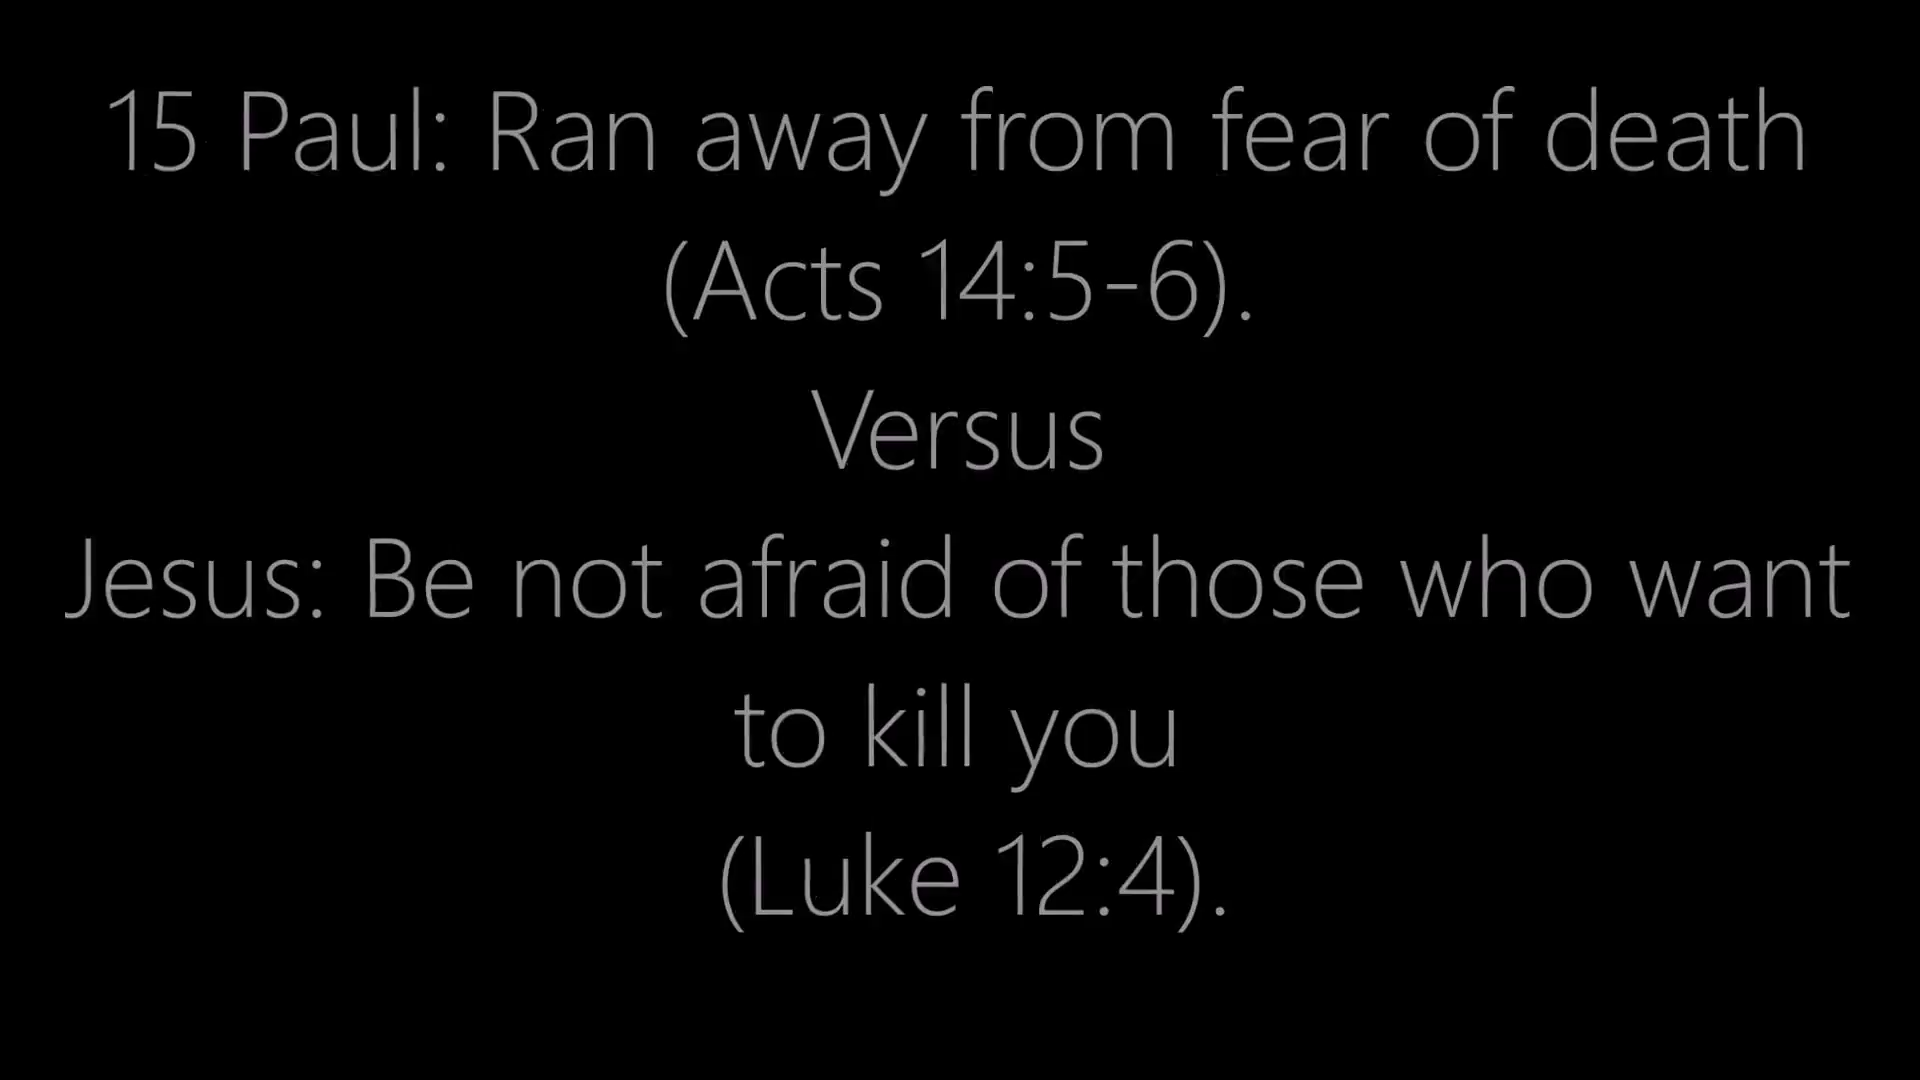 15 Paul: Ran away from fear of death
(Acts 14:5-6).
Versus
Jesus: Be not afraid of those who want
to kill you
(Luke 12:4).